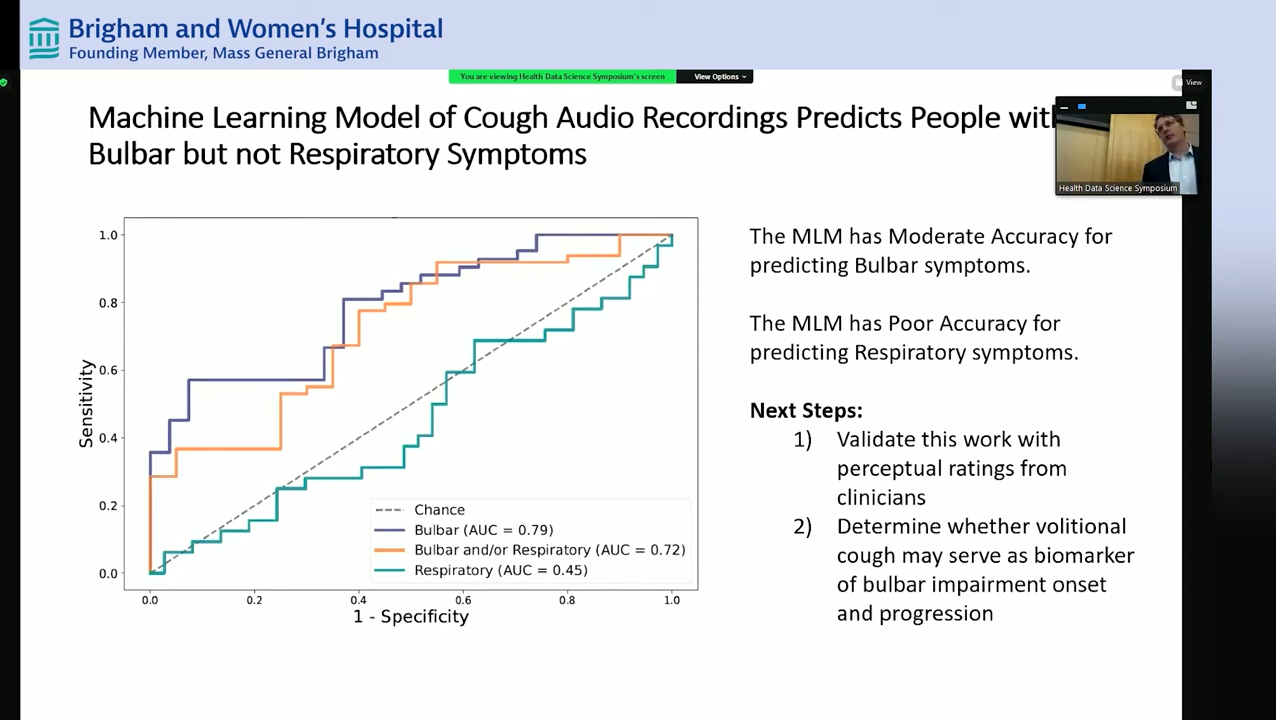 Brigham and Women's Hospital
Founding Member, Mass General Brigham
You are viewing Health Data Science Symposium's screen
View Options
View
Machine Learning Model of Cough Audio Recordings Predicts People with
Bulbar but not Respiratory Symptoms
Health Data Science Symposium
1.0
0.8
0.6
0.4
0.2
0.0
Sensitivity
Chance
Bulbar (AUC = 0.79)
Bulbar and/or Respiratory (AUC = 0.72)
Respiratory (AUC = 0.45)
0.0 0.2 0.4 0.6 0.8 1.0
1 - Specificity
The MLM has Moderate Accuracy for
predicting Bulbar symptoms.
The MLM has Poor Accuracy for
predicting Respiratory symptoms.
Next Steps:
1) Validate this work with
perceptual ratings from
clinicians
2) Determine whether volitional
cough may serve as biomarker
of bulbar impairment onset
and progression